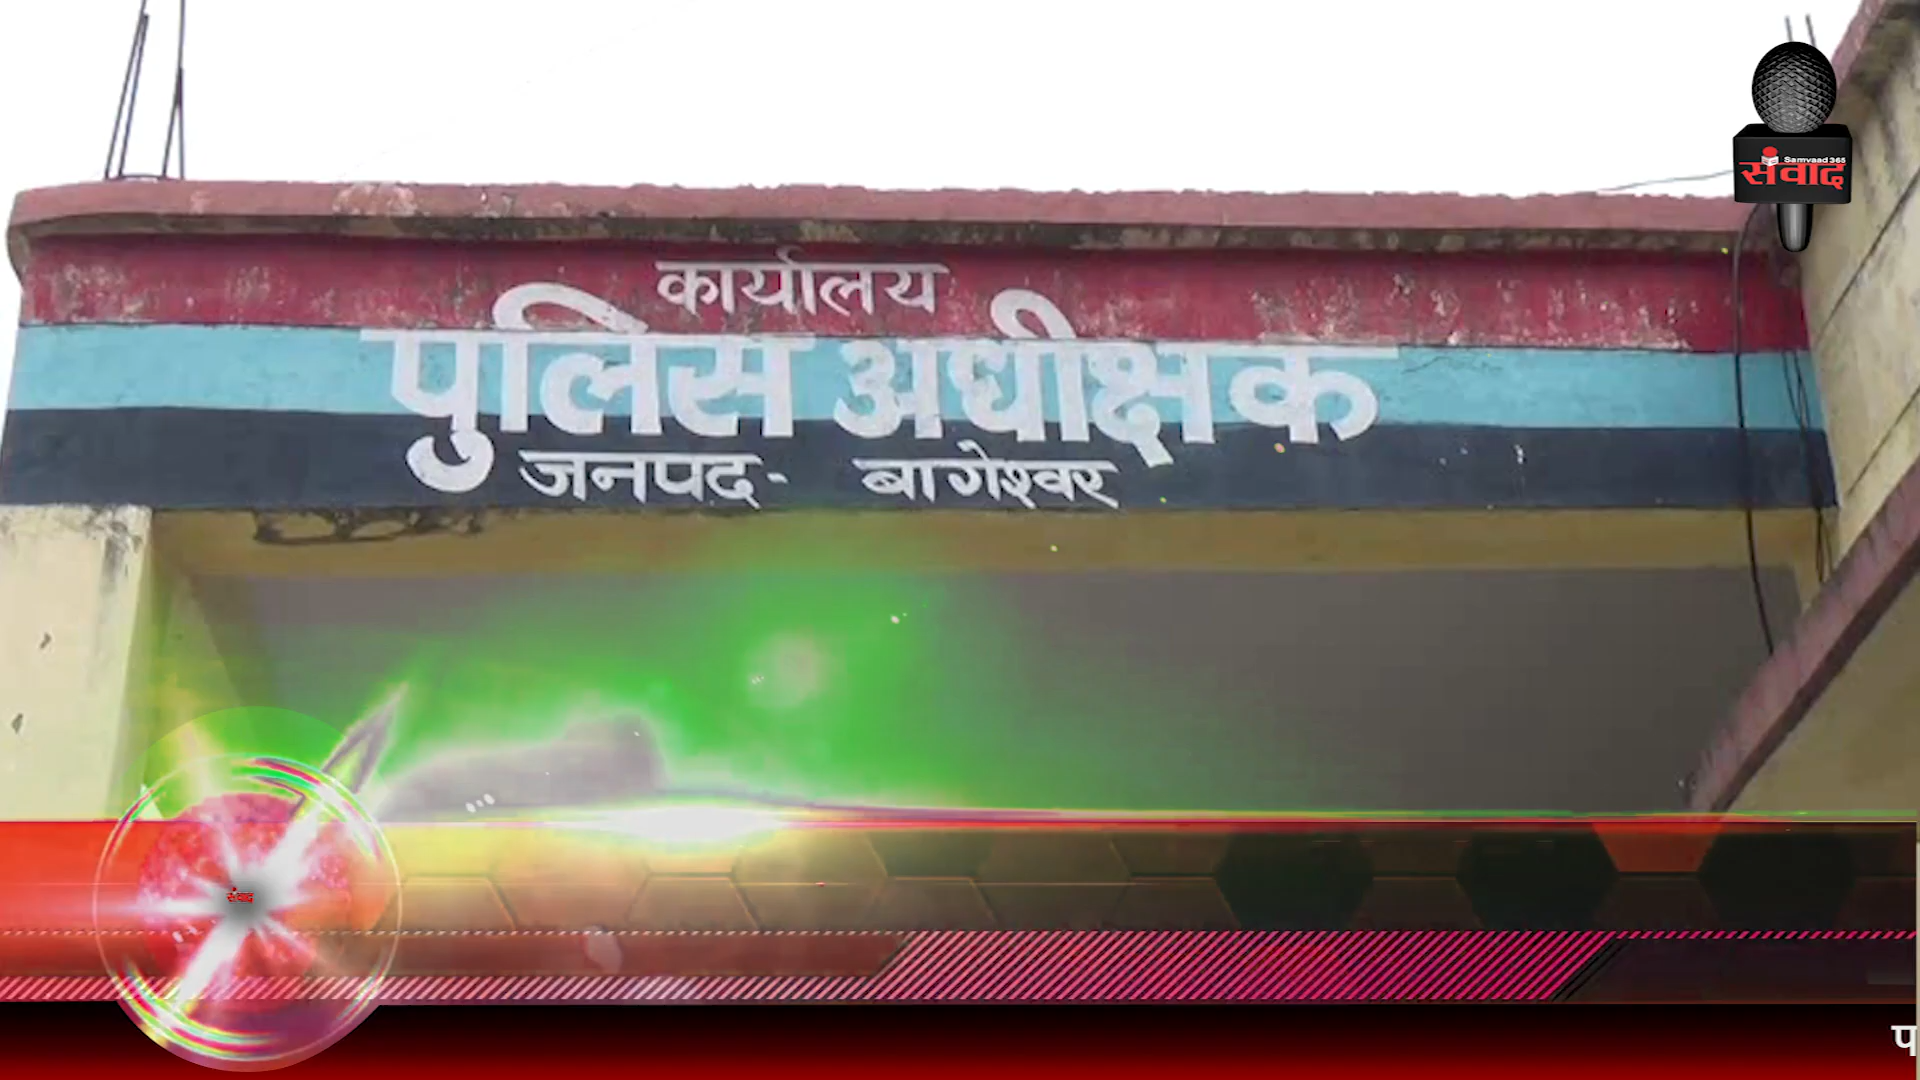 कार्यालय
पुलिस अधीक्षक
जनपद- बागेश्वर
Samvaad 365
संवाद
संवाद
प